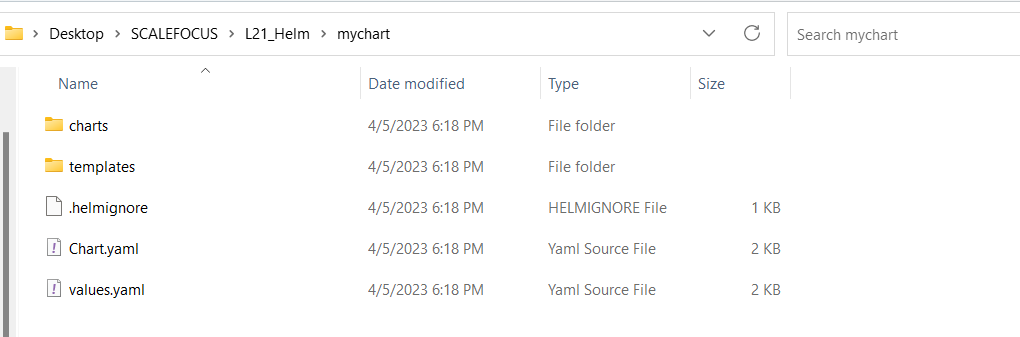 Desktop > SCALEFOCUS > L21_Helm > mychart Search mychart
Name Date modified Type Size
charts 4/5/2023 6:18 PM File folder
templates 4/5/2023 6:18 PM File folder
.helmignore 4/5/2023 6:18 PM HELMIGNORE File 1 KB
Chart.yaml 4/5/2023 6:18 PM Yaml Source File 2 KB
values.yaml 4/5/2023 6:18 PM Yaml Source File 2 KB